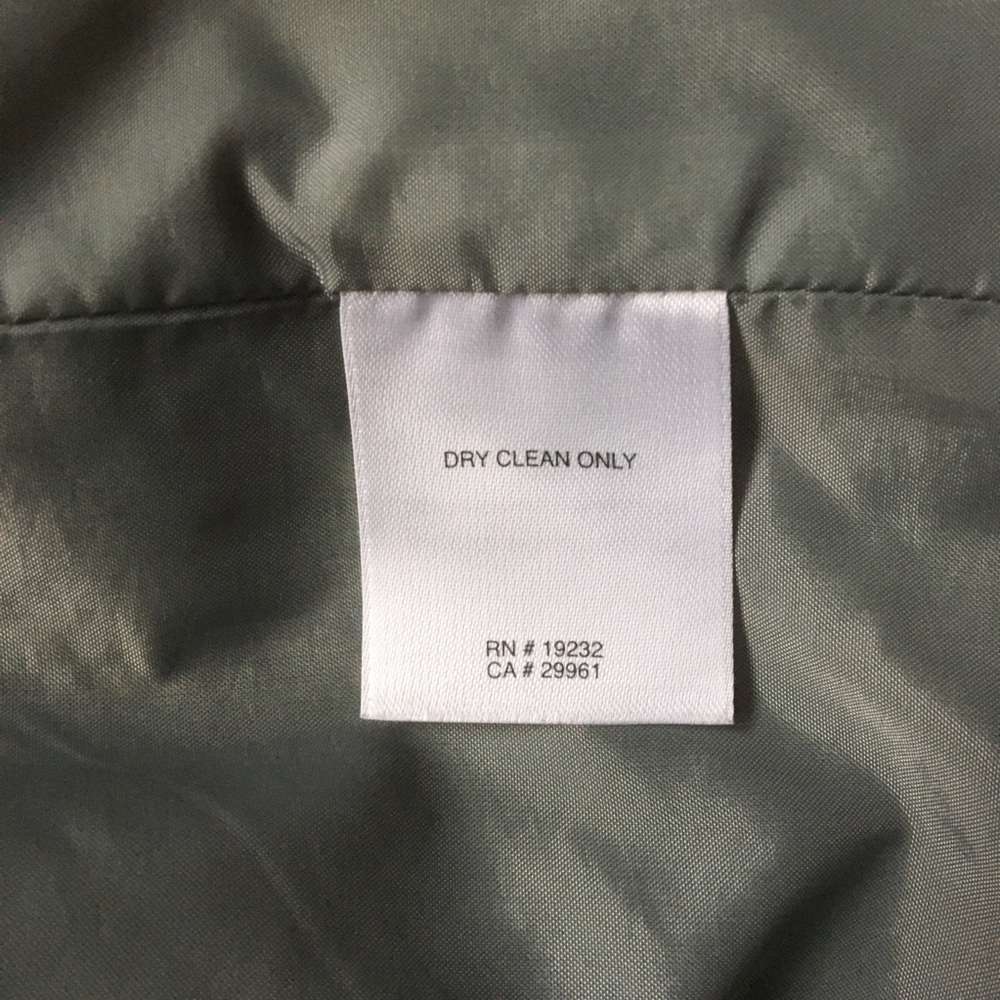 DRY CLEAN ONLY
RN # 19232
CA # 29961